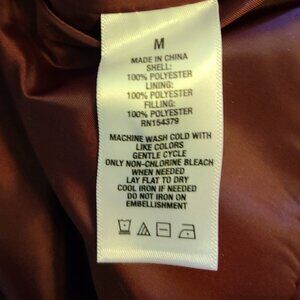 M
MADE IN CHINA
SHELL:
100% POLYESTER
LINING:
100% POLYESTER
FILLING:
100% POLYESTER
RN154379
MACHINE WASH COLD WITH
LIKE COLORS
GENTLE CYCLE
ONLY NON-CHLORINE BLEACH
WHEN NEEDED
LAY FLAT TO DRY
COOL IRON IF NEEDED
DO NOT IRON ON
EMBELLISHMENT